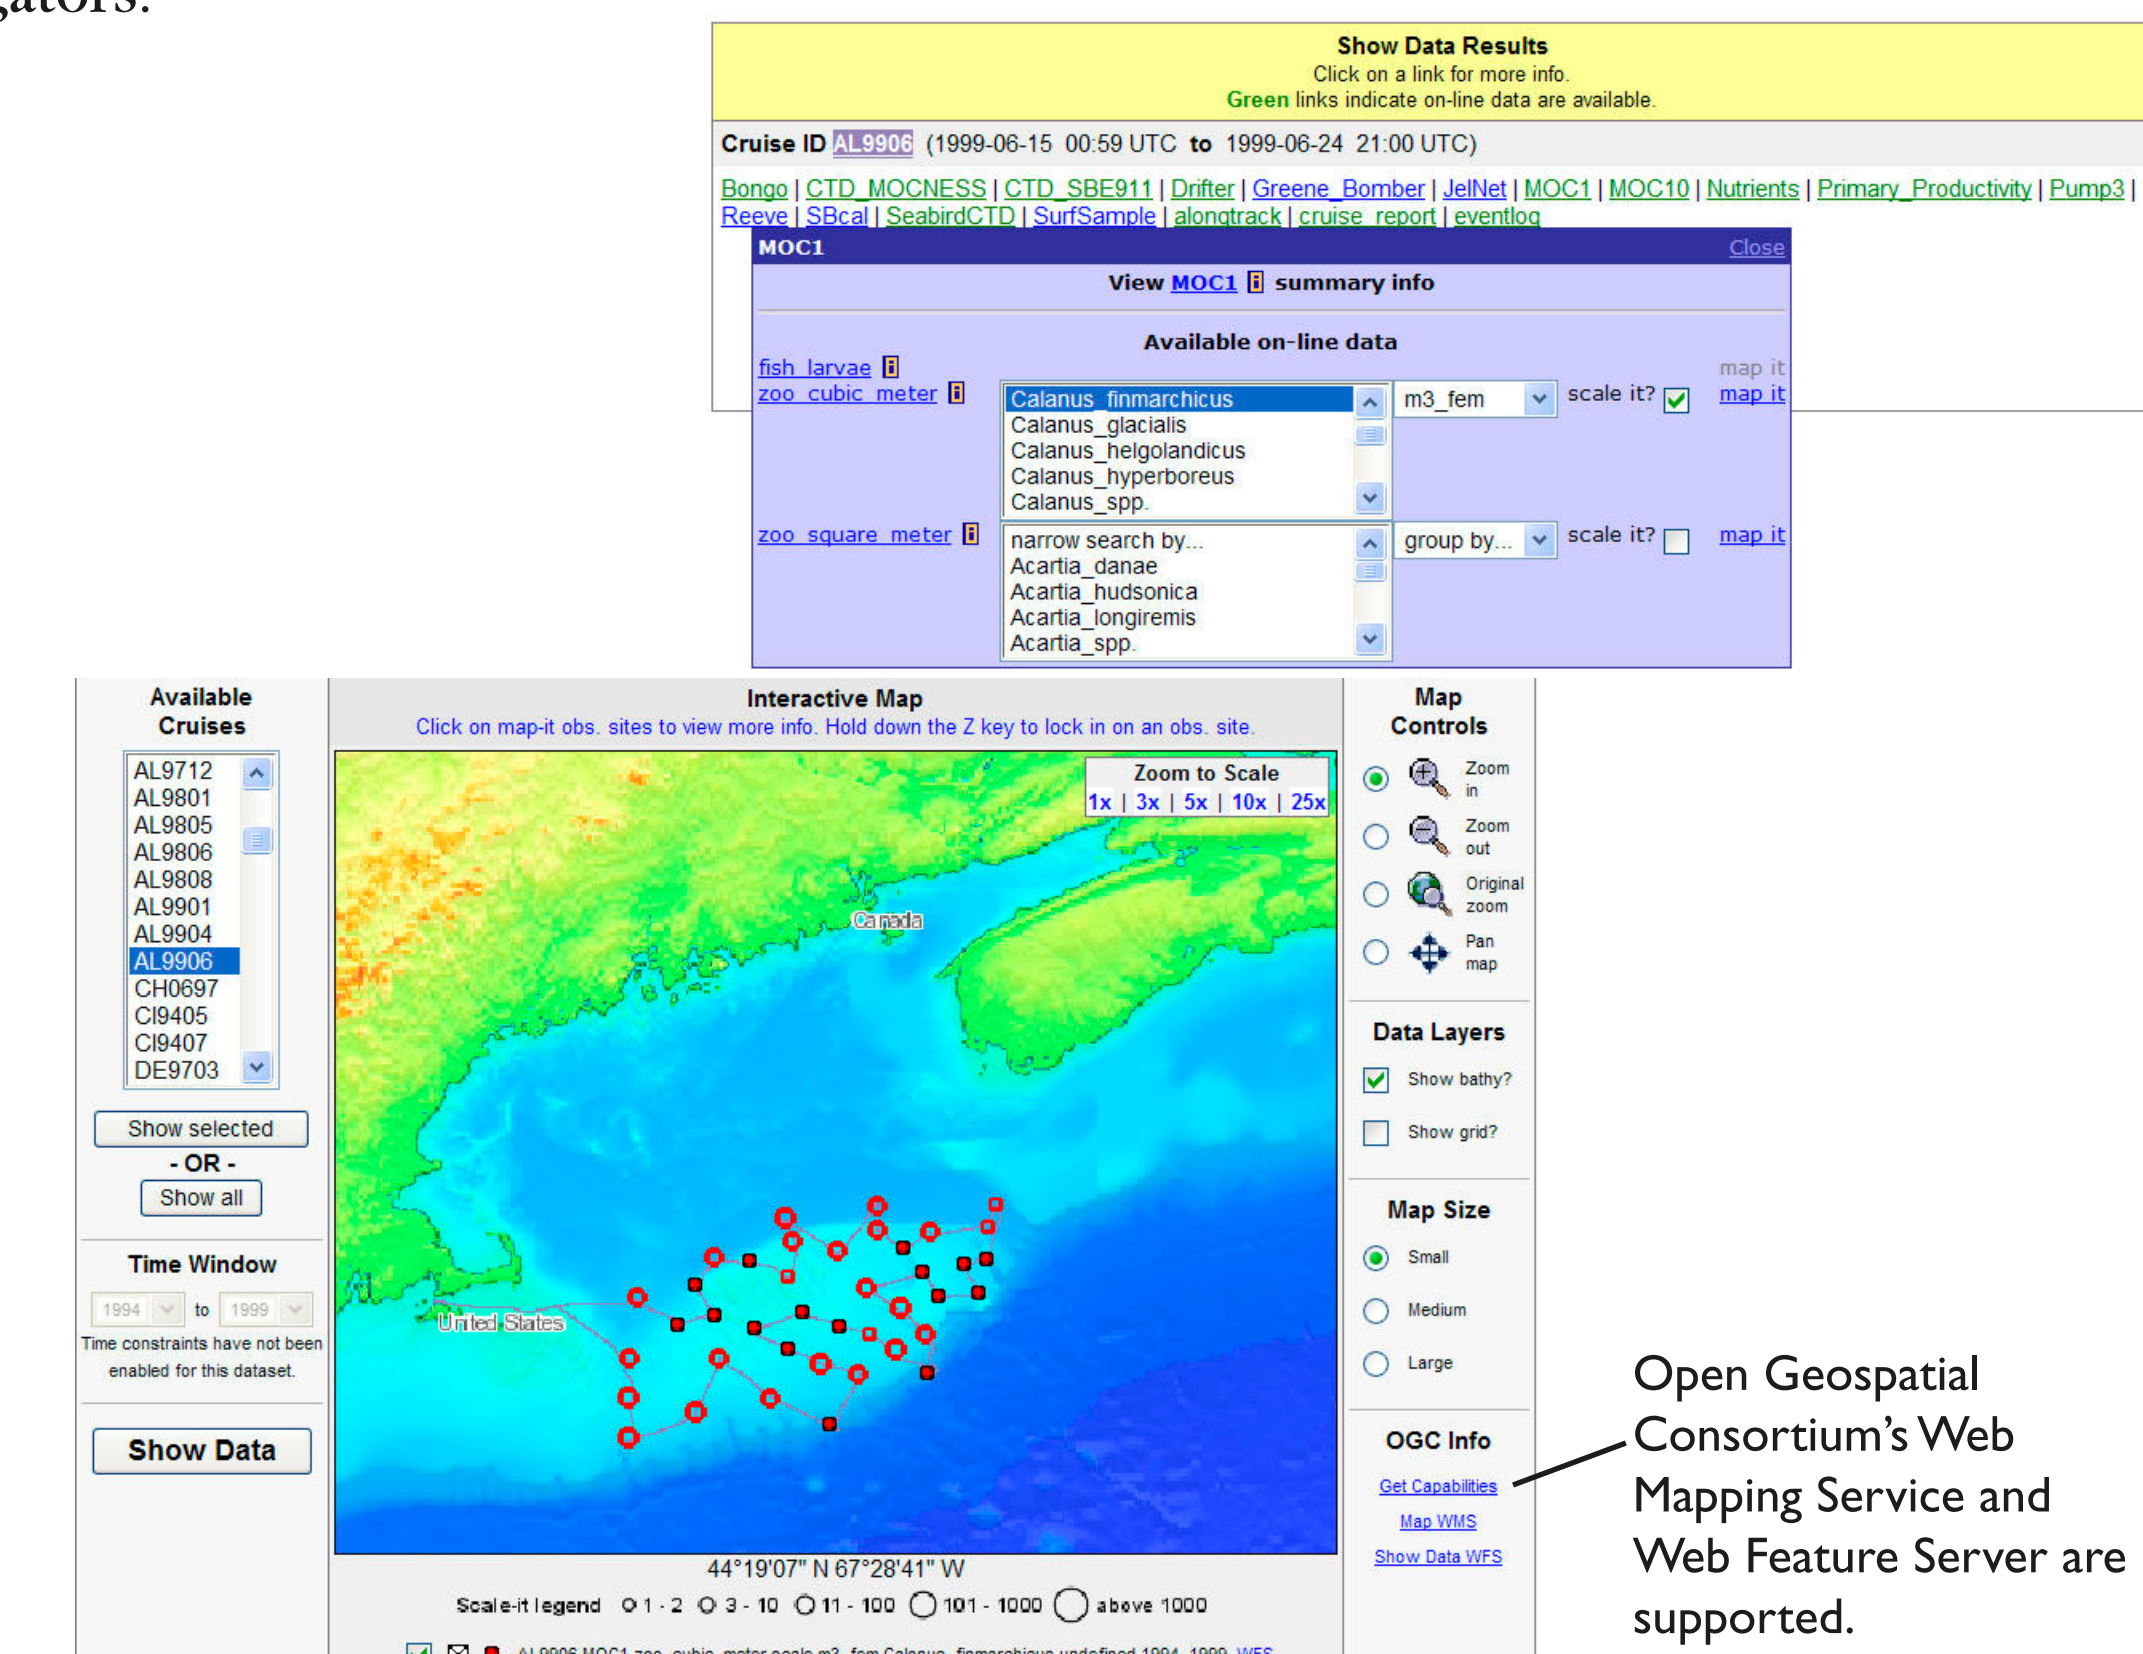 Show Data Results
Click on a link for more info.
Green links indicate on-line data are available.
Cruise ID AL9906 (1999-06-15 00:59 UTC to 1999-06-24 21:00 UTC)
Bongo | CTD_MOCNESS | CTD_SBE911 | Drifter | Greene_Bomber | JelNet | MOC1 | MOC10 | Nutrients | Primary_Productivity | Pump3 |
Reeve | SBcal | SeabirdCTD | SurfSample | alongtrack | cruise_report | eventlog
MOC1 Close
View MOC1 i summary info
Available on-line data
fish_larvae i map it
zoo_cubic_meter i Calanus_finmarchicus m3_fem scale it? map it
Calanus_glacialis
Calanus_helgolandicus
Calanus_hyperboreus
Calanus_spp.
zoo_square_meter i narrow search by... group by... scale it? map it
Acartia_danae
Acartia_hudsonica
Acartia_longiremis
Acartia_spp.
Available
Cruises
AL9712
AL9801
AL9805
AL9806
AL9808
AL9901
AL9904
AL9906
CH0697
CI9405
CI9407
DE9703
Show selected
- OR -
Show all
Time Window
1994 to 1999
Time constraints have not been
enabled for this dataset.
Show Data
Interactive Map
Click on map-it obs. sites to view more info. Hold down the Z key to lock in on an obs. site.
Zoom to Scale
1x | 3x | 5x | 10x | 25x
Canada
United States
44°19'07" N 67°28'41" W
Scale-it legend 1 - 2 3 - 10 11 - 100 101 - 1000 above 1000
AL9906 MOC1 zoo_cubic_meter scale m3_fem Calanus_finmarchicus undefined 1994-1999 WFS
Map
Controls
Zoom
in
Zoom
out
Original
zoom
Pan
map
Data Layers
Show bathy?
Show grid?
Map Size
Small
Medium
Large
OGC Info
Get Capabilities
Map WMS
Show Data WFS
Open Geospatial
Consortium's Web
Mapping Service and
Web Feature Server are
supported.